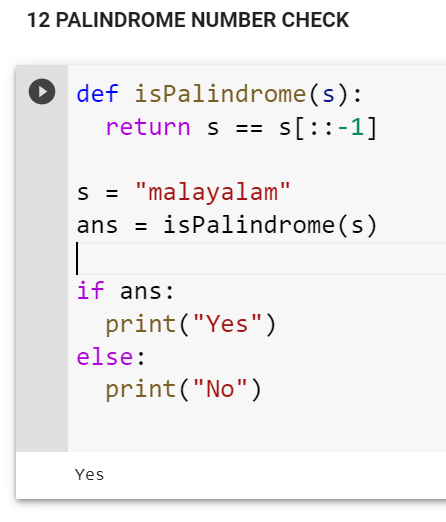 12 PALINDROME NUMBER CHECK
def isPalindrome(s):
  return s == s[::-1]
s = "malayalam"
ans = isPalindrome(s)
if ans:
  print("Yes")
else:
  print("No")
Yes